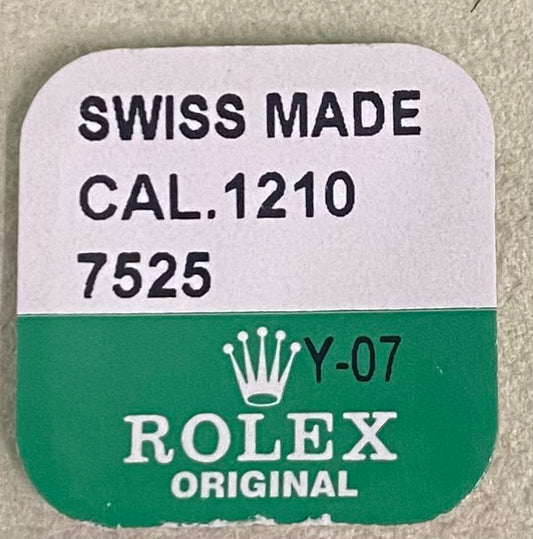 SWISS MADE
CAL.1210
7525
Y-07
ROLEX
ORIGINAL